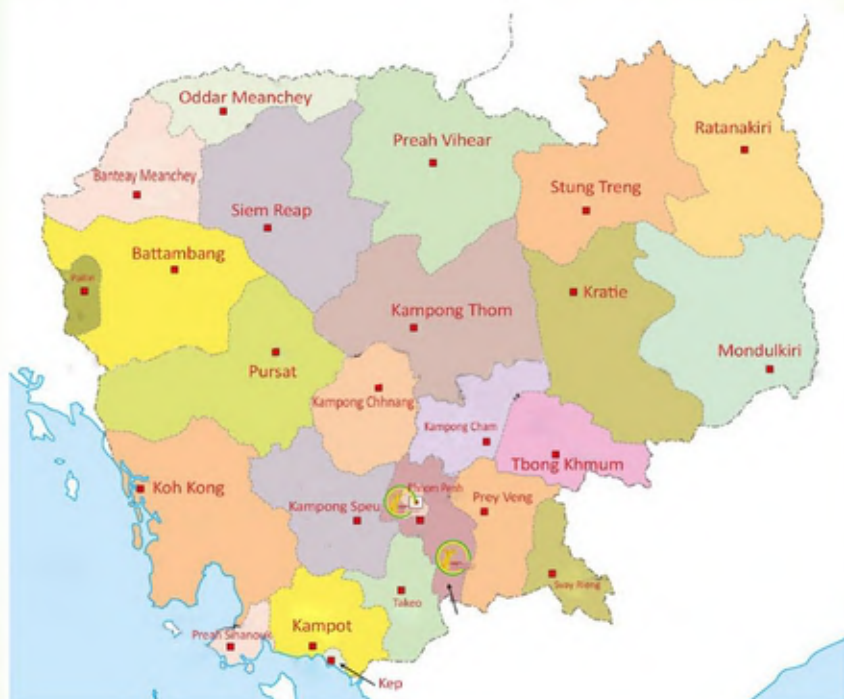 Oddar Meanchey
Preah Vihear
Ratanakiri
Banteay Meanchey
Stung Treng
Siem Reap
Battambang
Pailin
Kratie
Kampong Thom
Mondulkiri
Pursat
Kampong Chhnang
Kampong Cham
Tbong Khmum
Koh Kong
Phnom Penh
Kampong Speu
Prey Veng
Svay Rieng
Takeo
Kampot
Preah Sihanouk
Kep